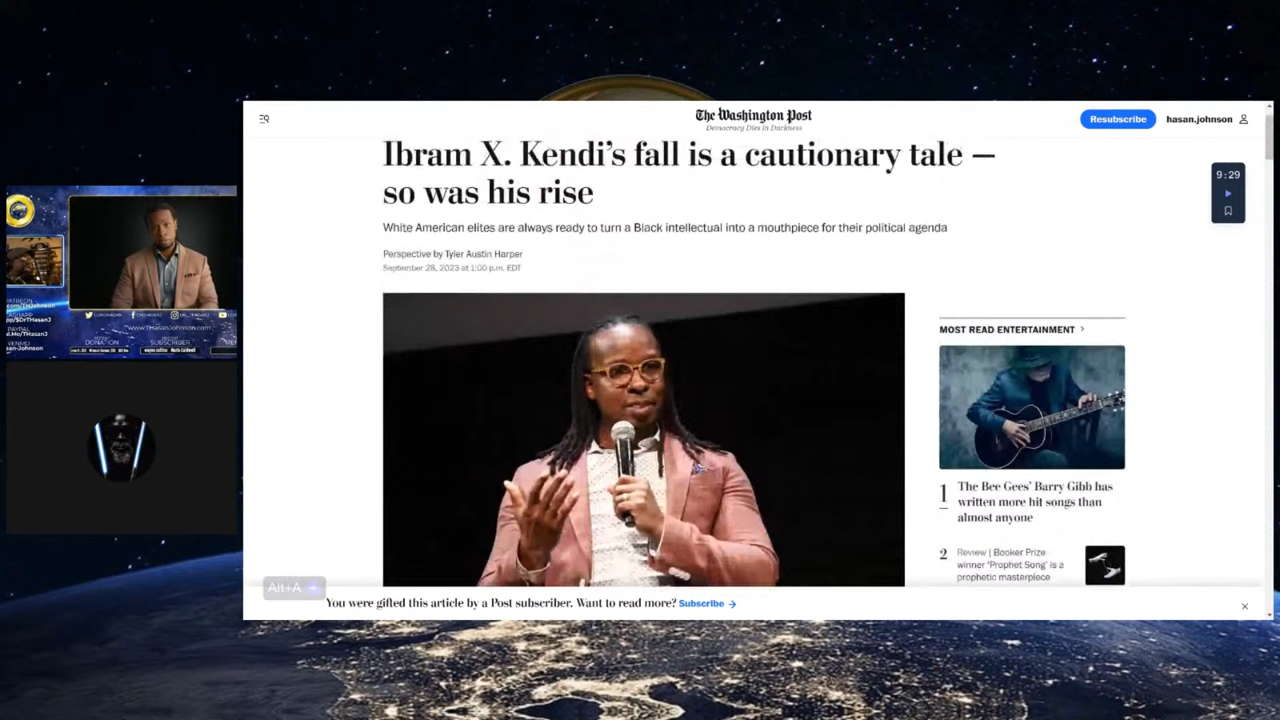 The Washington Post
Democracy Dies in Darkness
Resubscribe
hasan.johnson
Ibram X. Kendi’s fall is a cautionary tale —
so was his rise
White American elites are always ready to turn a Black intellectual into a mouthpiece for their political agenda
Perspective by Tyler Austin Harper
September 28, 2023 at 1:00 p.m. EDT
9:29
MOST READ ENTERTAINMENT
1
The Bee Gees’ Barry Gibb has
written more hit songs than
almost anyone
2
Review | Booker Prize
winner ‘Prophet Song’ is a
prophetic masterpiece
Alt+A
You were gifted this article by a Post subscriber. Want to read more? Subscribe
www.THasanJohnson.com
DONATION
SUBSCRIBER